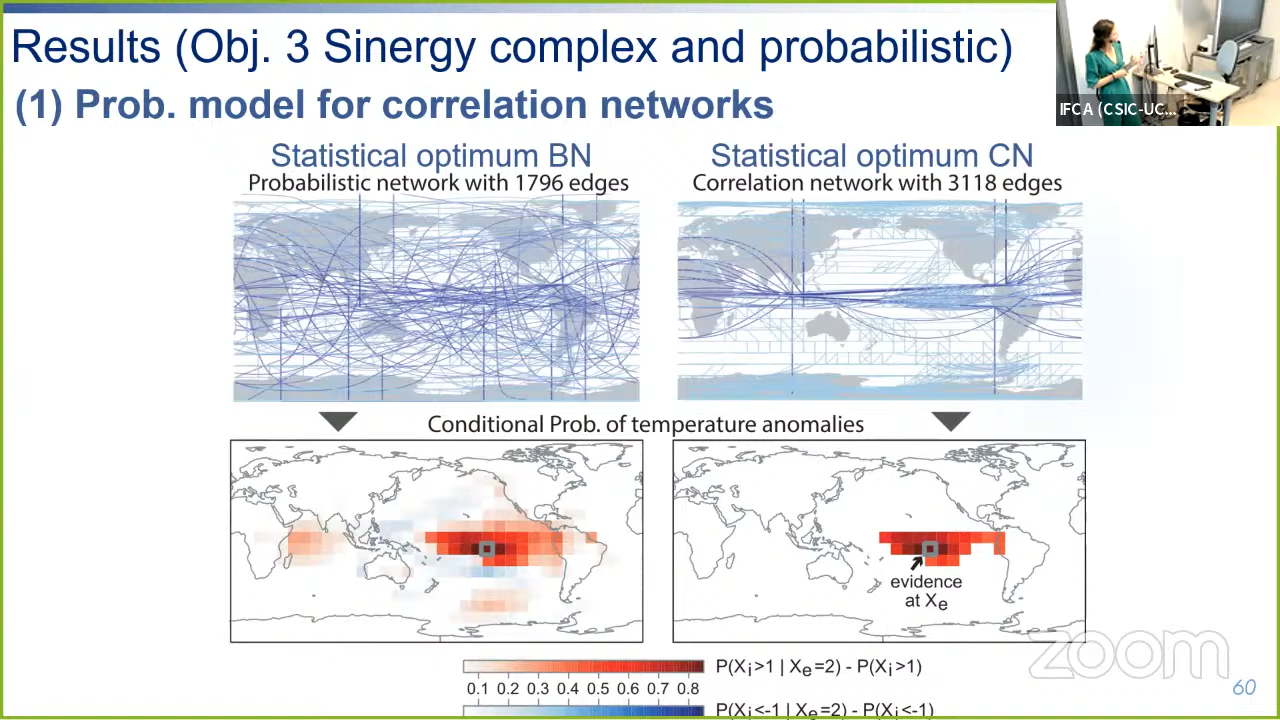 Results (Obj. 3 Sinergy complex and probabilistic)
(1) Prob. model for correlation networks
IFCA (CSIC-UC...
Statistical optimum BN
Statistical optimum CN
Probabilistic network with 1796 edges
Correlation network with 3118 edges
Conditional Prob. of temperature anomalies
evidence
at Xe
zoom
P(Xi>1 | Xe=2) - P(Xi>1)
0.1 0.2 0.3 0.4 0.5 0.6 0.7 0.8
P(Xi<-1 | Xe=2) - P(Xi<-1)
60